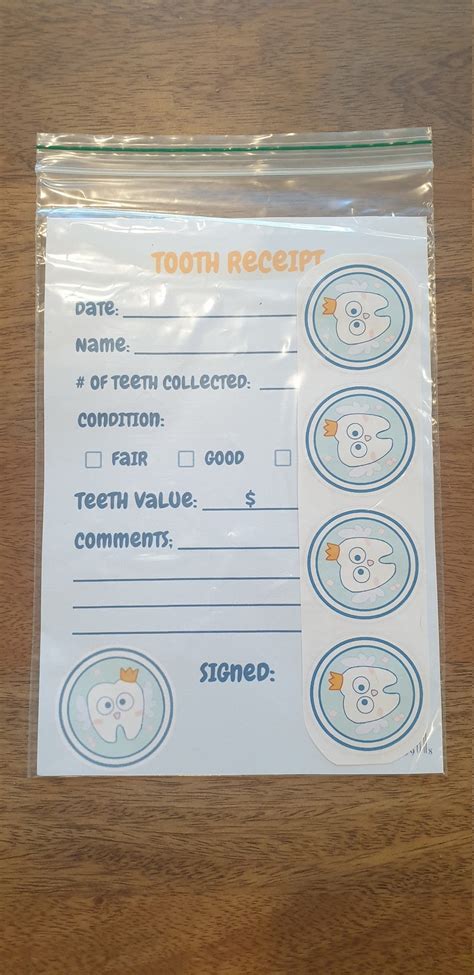 TOOTH RECEIPT
DATE:
NAME:
# OF TEETH COLLECTED:
CONDITION:
FAIR GOOD
TEETH VALUE: $
COMMENTS:
SIGNED: